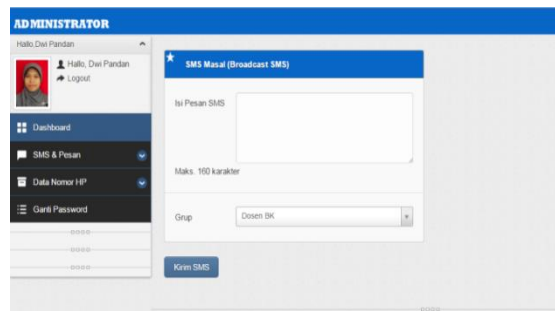 ADMINISTRATOR
Hallo,Dwi Pandan
Hallo, Dwi Pandan
Logout
Dashboard
SMS & Pesan
Data Nomor HP
Ganti Password
SMS Masal (Broadcast SMS)
Isi Pesan SMS
Maks. 160 karakter
Grup
Dosen BK
Kirim SMS